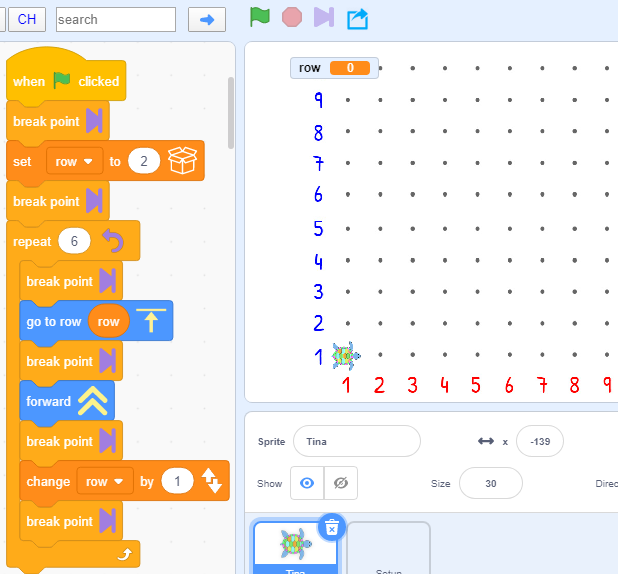 CH
search
when clicked
break point
set row to 2
break point
repeat 6
break point
go to row row
break point
forward
break point
change row by 1
break point
row 0
9
8
7
6
5
4
3
2
1
1 2 3 4 5 6 7 8 9
Sprite Tina x -139
Show Size 30 Direc
Tina Setup